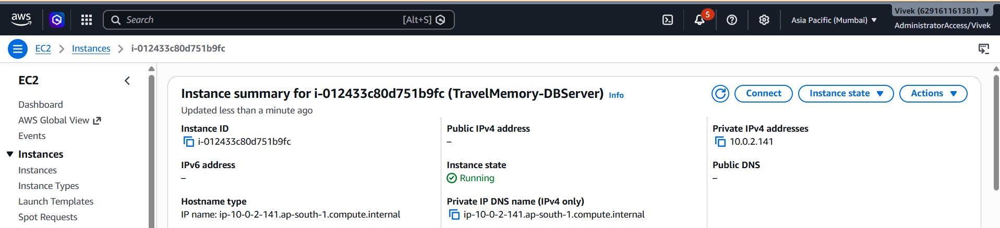 aws
Search [Alt+S]
5
Asia Pacific (Mumbai)
Vivek (629161161381)
AdministratorAccess/Vivek
EC2 > Instances > i-012433c80d751b9fc
EC2
Dashboard
AWS Global View
Events
Instances
Instances
Instance Types
Launch Templates
Spot Requests
Instance summary for i-012433c80d751b9fc (TravelMemory-DBServer) Info
Updated less than a minute ago
Connect
Instance state
Actions
Instance ID
i-012433c80d751b9fc
Public IPv4 address
–
Private IPv4 addresses
10.0.2.141
IPv6 address
–
Instance state
Running
Public DNS
–
Hostname type
IP name: ip-10-0-2-141.ap-south-1.compute.internal
Private IP DNS name (IPv4 only)
ip-10-0-2-141.ap-south-1.compute.internal